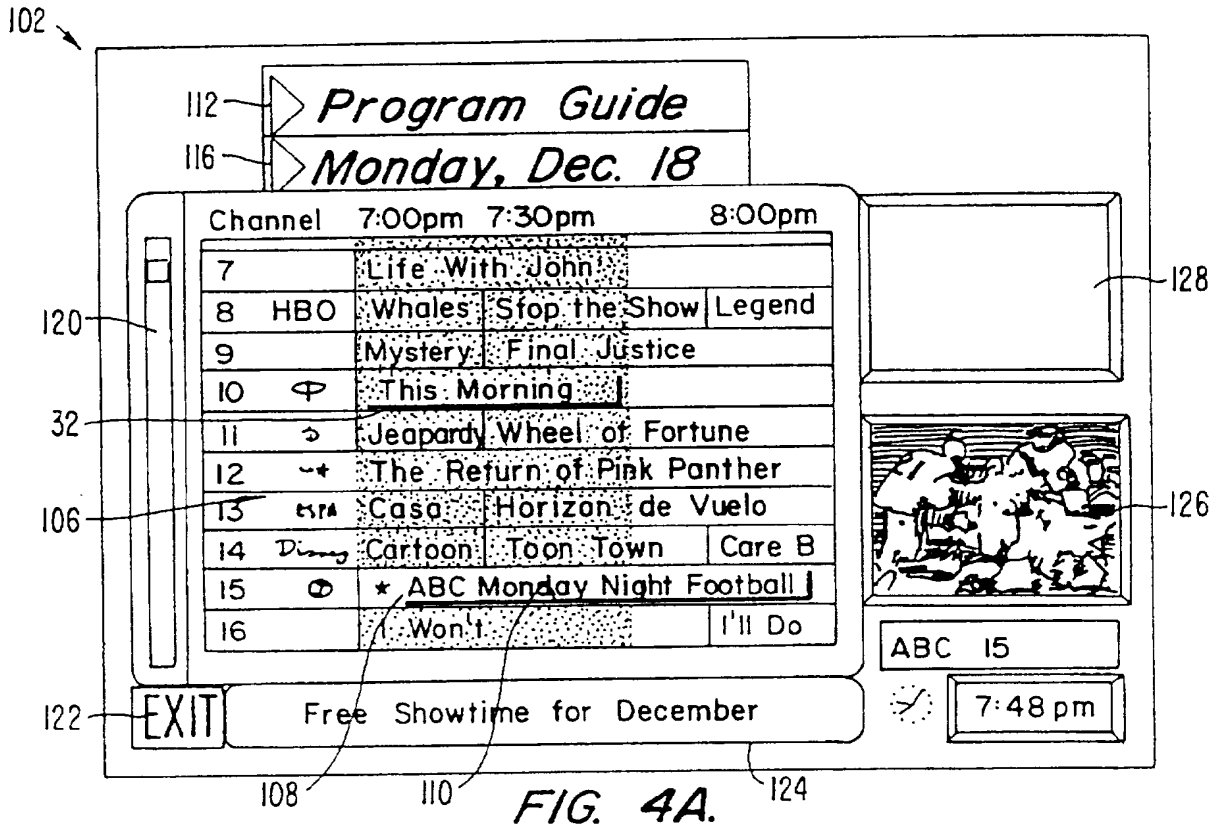 102
112 Program Guide
116 Monday, Dec. 18
Channel 7:00pm 7:30pm 8:00pm
7 Life With John
8 HBO Whales Stop the Show Legend
9 Mystery Final Justice
10 This Morning
11 Jeapardy Wheel of Fortune
12 The Return of Pink Panther
13 ESPA Casa Horizon de Vuelo
14 Disney Cartoon Toon Town Care B
15 * ABC Monday Night Football
16 I Won't I'll Do
120
32
106
128
126
ABC 15
7:48 pm
122 EXIT Free Showtime for December
108 110 124
FIG. 4A.